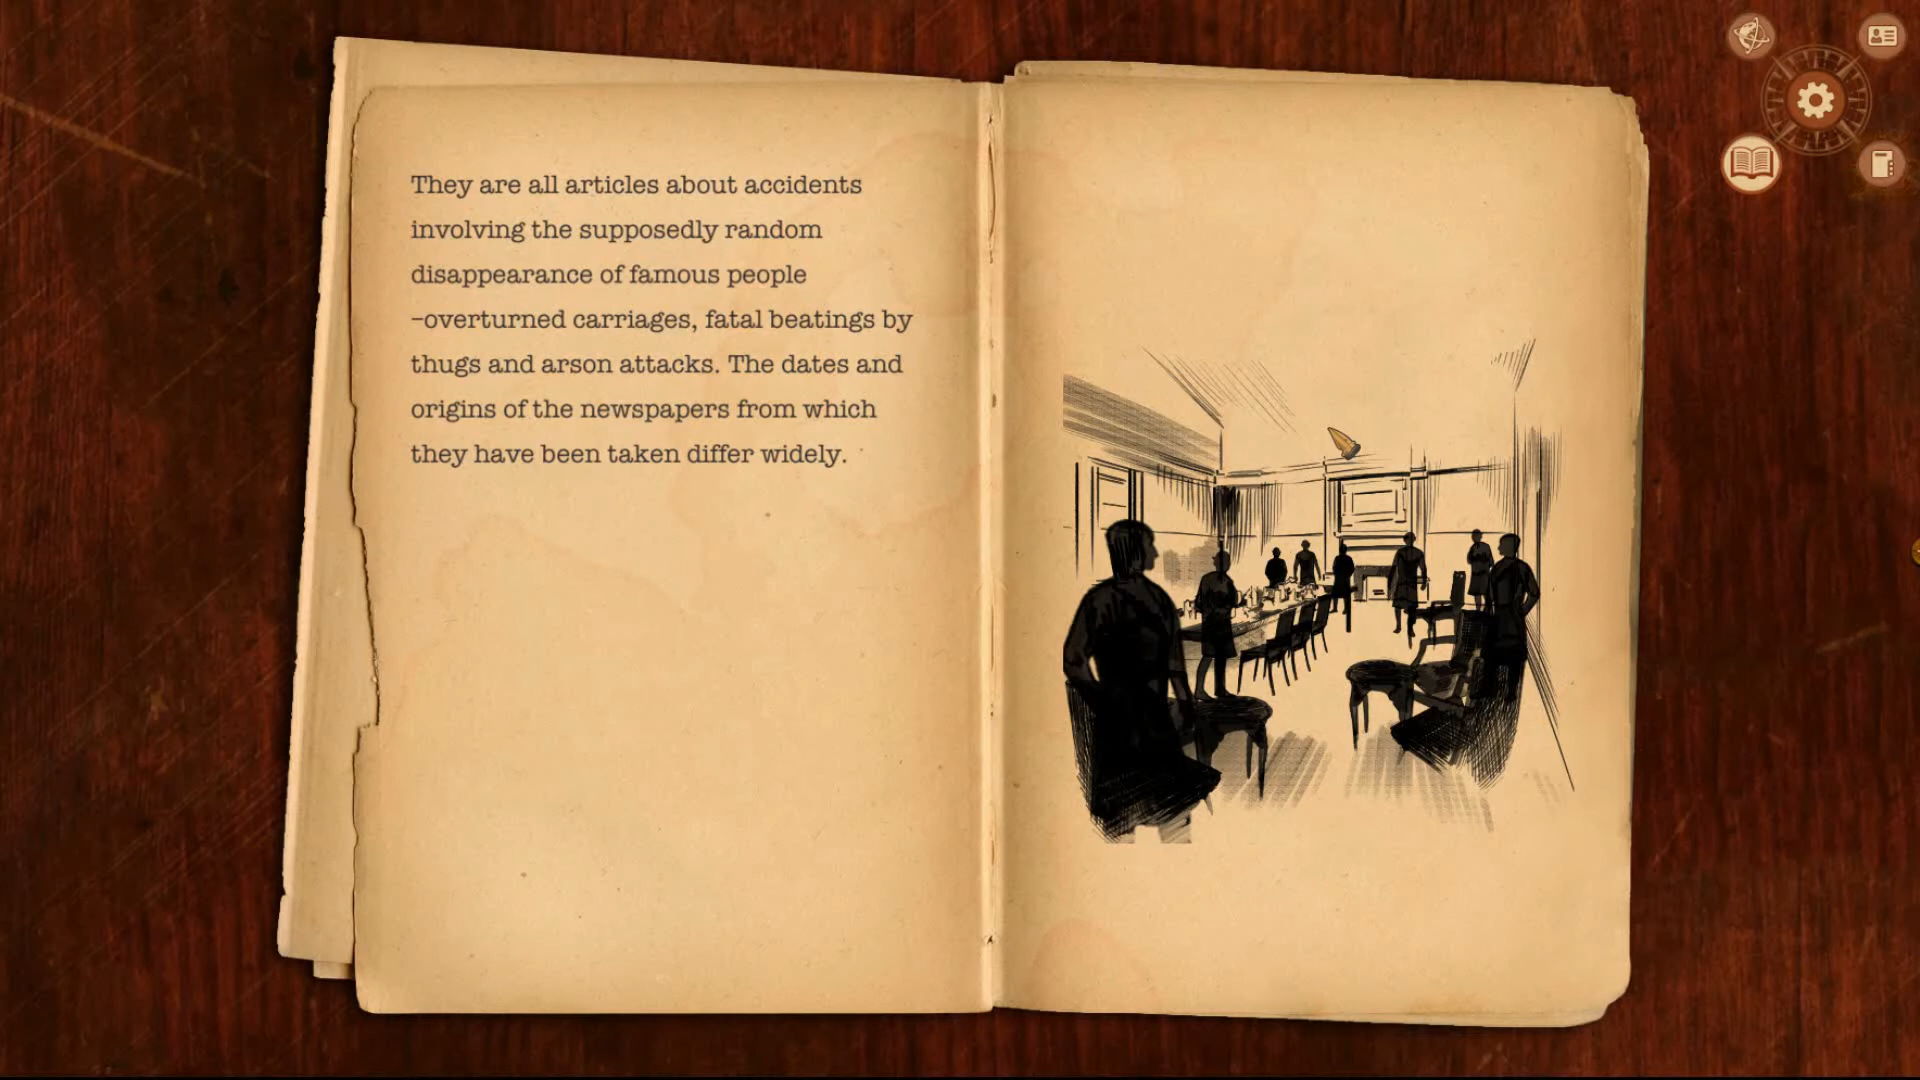 They are all articles about accidents
involving the supposedly random
disappearance of famous people
–overturned carriages, fatal beatings by
thugs and arson attacks. The dates and
origins of the newspapers from which
they have been taken differ widely.